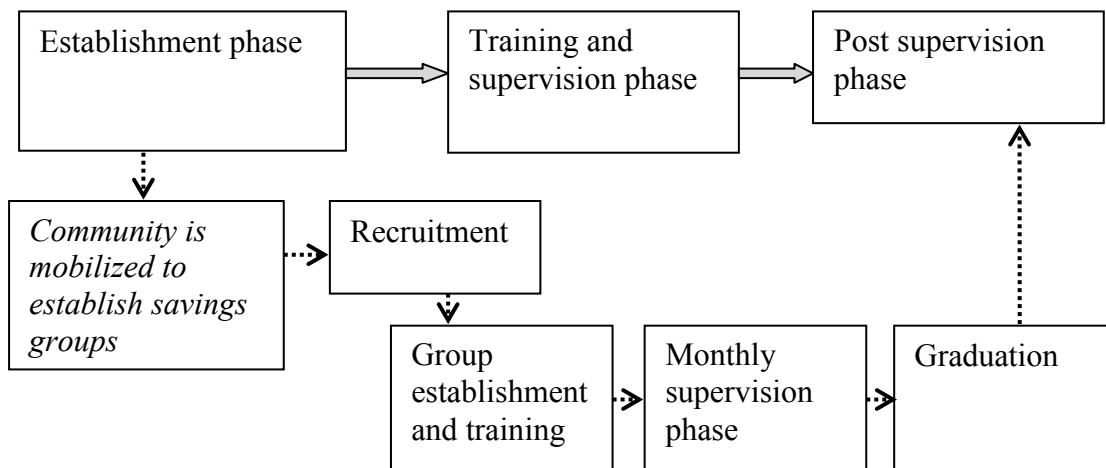 Establishment phase
Training and
supervision phase
Post supervision
phase
Community is
mobilized to
establish savings
groups
Recruitment
Group
establishment
and training
Monthly
supervision
phase
Graduation